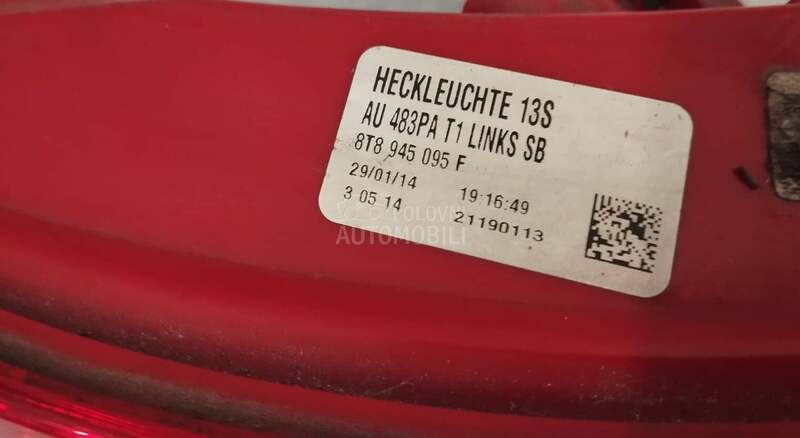 HECKLEUCHTE 13S
AU 483PA T1 LINKS SB
8T8 945 095 F
29/01/14 19:16:49
3 05 14 21190113
POLOVNI
AUTOMOBILI